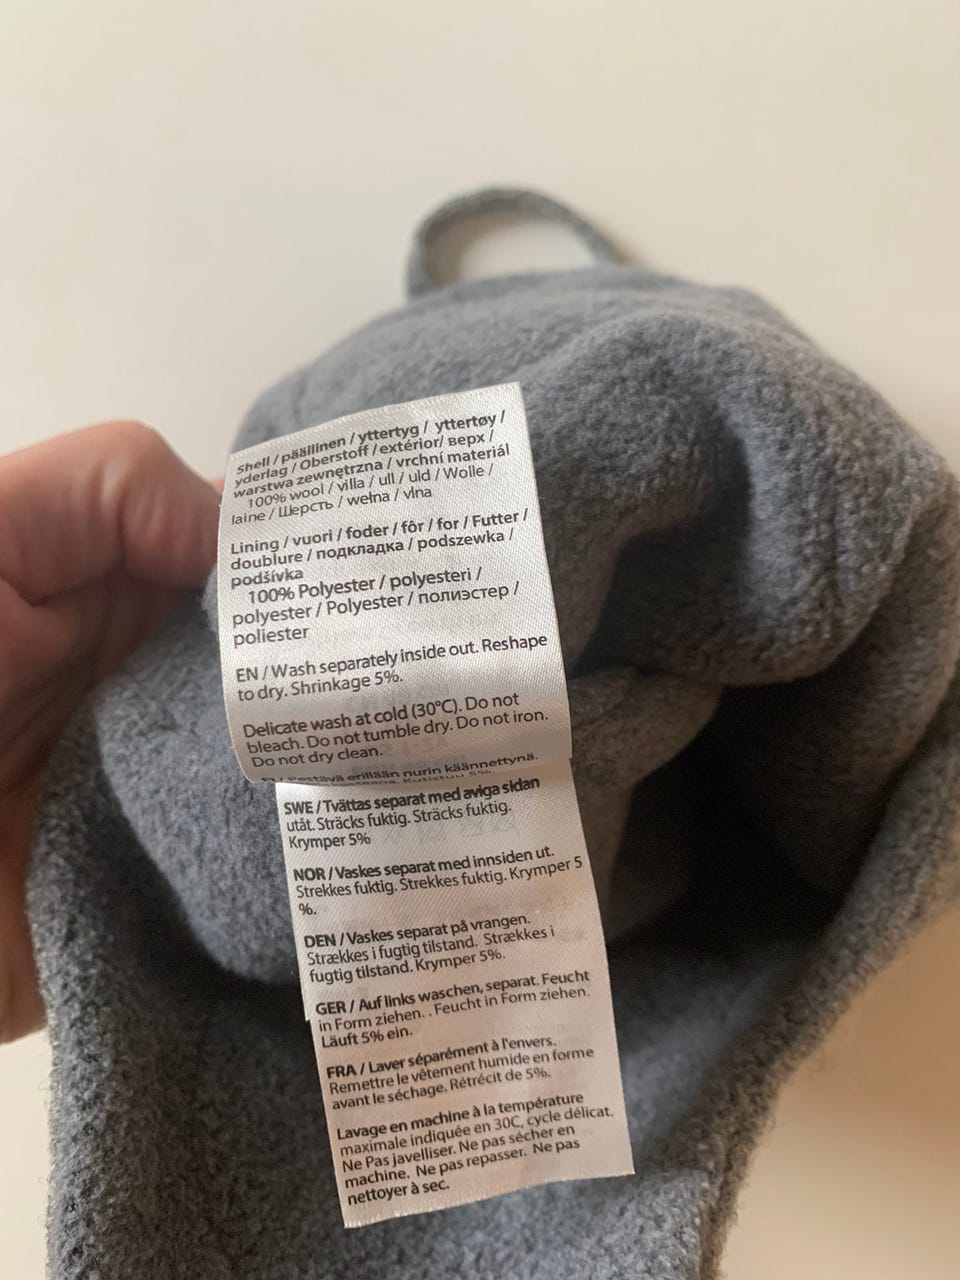 Shell / päällinen / yttertyg / yttertøy /
yderlag / Oberstoff / extérior/ верх /
warstwa zewnętrzna / vrchní materiál
100% wool / villa / ull / uld / Wolle /
laine / Шерсть / wełna / vlna
Lining / vuori / foder / fôr / for / Futter /
doublure / подкладка / podszewka /
podšívka
100% Polyester / polyesteri /
polyester / Polyester / полиэстер /
poliester
EN / Wash separately inside out. Reshape
to dry. Shrinkage 5%.
Delicate wash at cold (30°C). Do not
bleach. Do not tumble dry. Do not iron.
Do not dry clean.
erillään nurin käännettynä.
SWE / Tvättas separat med aviga sidan
utåt. Sträcks fuktig. Sträcks fuktig.
Krymper 5%
NOR / Vaskes separat med innsiden ut.
Strekkes fuktig. Strekkes fuktig. Krymper 5
%.
DEN / Vaskes separat på vrangen.
Strækkes i fugtig tilstand. Strækkes i
fugtig tilstand. Krymper 5%.
GER / Auf links waschen, separat. Feucht
in Form ziehen. . Feucht in Form ziehen.
Läuft 5% ein.
FRA / Laver séparément à l'envers.
Remettre le vêtement humide en forme
avant le séchage. Rétrécit de 5%.
Lavage en machine à la température
maximale indiquée en 30C, cycle délicat.
Ne Pas javelliser. Ne pas sécher en
machine. Ne pas repasser. Ne pas
nettoyer à sec.